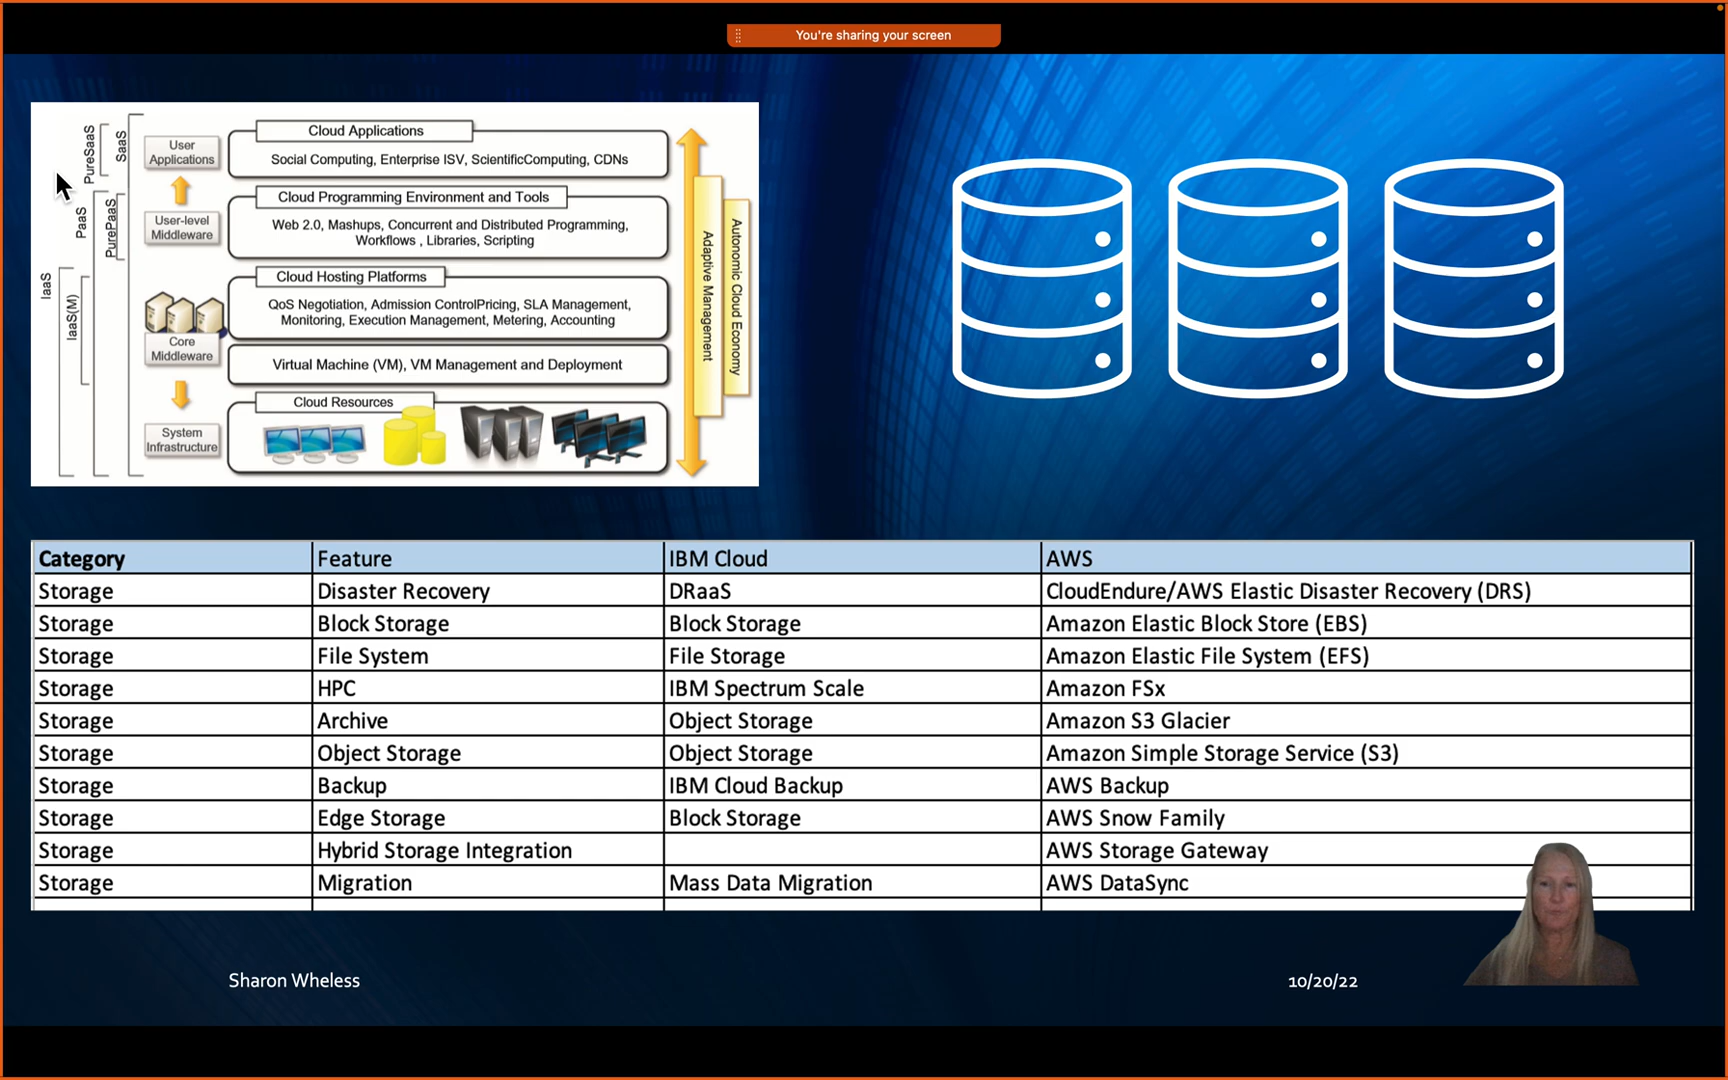 You're sharing your screen
PureSaaS
SaaS
PaaS
PurePaaS
IaaS
IaaS(M)
User
Applications
User-level
Middleware
Core
Middleware
System
Infrastructure
Cloud Applications
Social Computing, Enterprise ISV, ScientificComputing, CDNs
Cloud Programming Environment and Tools
Web 2.0, Mashups, Concurrent and Distributed Programming,
Workflows , Libraries, Scripting
Cloud Hosting Platforms
QoS Negotiation, Admission ControlPricing, SLA Management,
Monitoring, Execution Management, Metering, Accounting
Virtual Machine (VM), VM Management and Deployment
Cloud Resources
Adaptive Management
Autonomic Cloud Economy
Category Feature IBM Cloud AWS
Storage Disaster Recovery DRaaS CloudEndure/AWS Elastic Disaster Recovery (DRS)
Storage Block Storage Block Storage Amazon Elastic Block Store (EBS)
Storage File System File Storage Amazon Elastic File System (EFS)
Storage HPC IBM Spectrum Scale Amazon FSx
Storage Archive Object Storage Amazon S3 Glacier
Storage Object Storage Object Storage Amazon Simple Storage Service (S3)
Storage Backup IBM Cloud Backup AWS Backup
Storage Edge Storage Block Storage AWS Snow Family
Storage Hybrid Storage Integration AWS Storage Gateway
Storage Migration Mass Data Migration AWS DataSync
Sharon Wheless
10/20/22